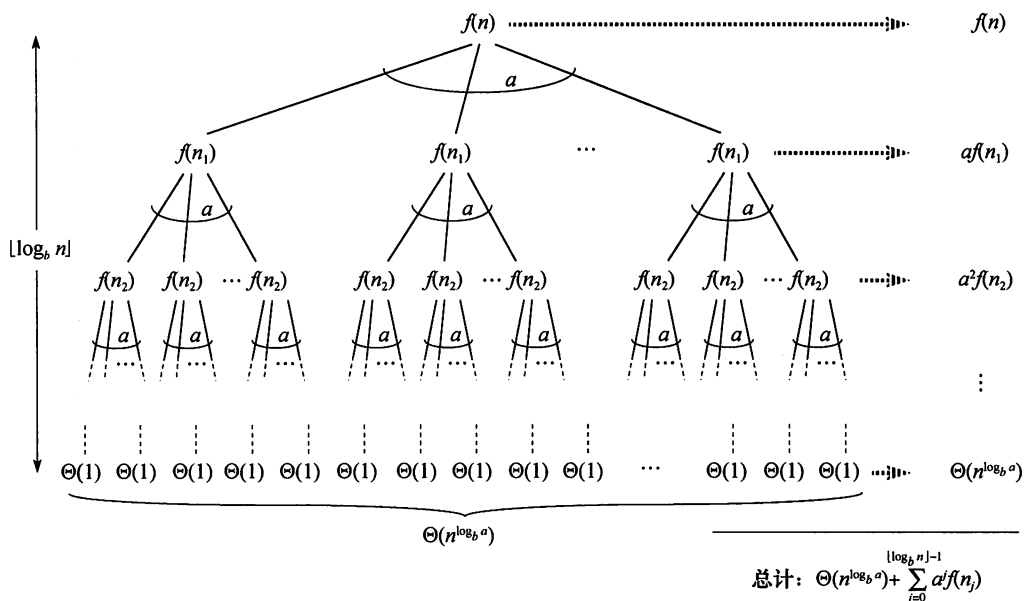 f(n) f(n)
a
f(n₁) f(n₁) ⋯ f(n₁) af(n₁)
a a a
⌊log_b n⌋
f(n₂) f(n₂) ⋯ f(n₂) f(n₂) f(n₂) ⋯ f(n₂) f(n₂) f(n₂) ⋯ f(n₂) a²f(n₂)
a a a a a a a a a
⋯ ⋯ ⋯ ⋯ ⋯ ⋯ ⋯ ⋯ ⋯
⋮
Θ(1) Θ(1) Θ(1) Θ(1) Θ(1) Θ(1) Θ(1) Θ(1) Θ(1) Θ(1) ⋯ Θ(1) Θ(1) Θ(1) Θ(n^{log_b a})
Θ(n^{log_b a})
总计：Θ(n^{log_b a})+∑_{j=0}^{⌊log_b n⌋-1} a^j f(n_j)